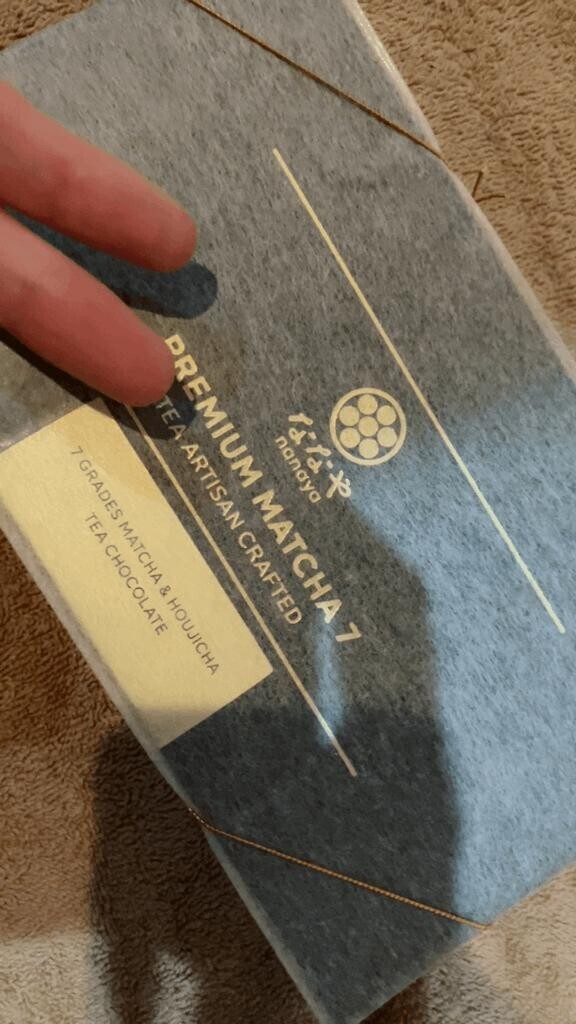 ななや
nanaya
PREMIUM MATCHA 7
TEA ARTISAN CRAFTED
7 GRADES MATCHA & HOUJICHA
TEA CHOCOLATE